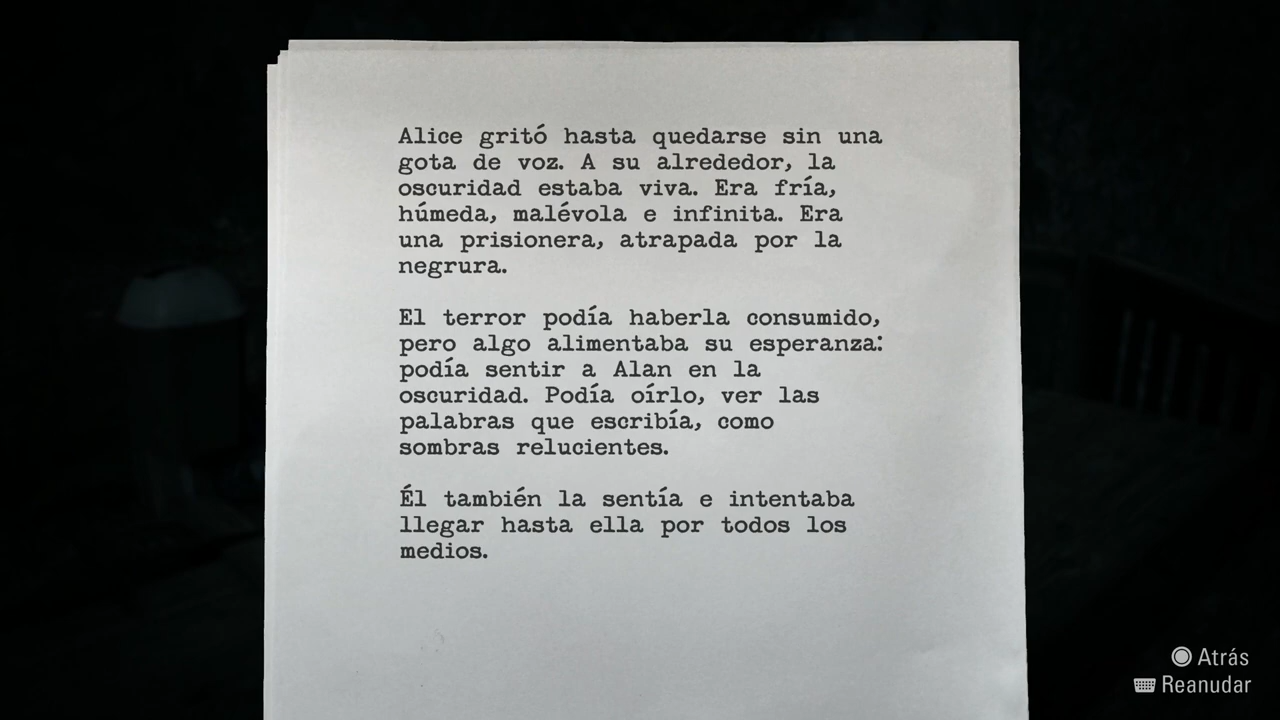 Alice gritó hasta quedarse sin una
gota de voz. A su alrededor, la
oscuridad estaba viva. Era fría,
húmeda, malévola e infinita. Era
una prisionera, atrapada por la
negrura.
El terror podía haberla consumido,
pero algo alimentaba su esperanza:
podía sentir a Alan en la
oscuridad. Podía oírlo, ver las
palabras que escribía, como
sombras relucientes.
Él también la sentía e intentaba
llegar hasta ella por todos los
medios.
Atrás
Reanudar